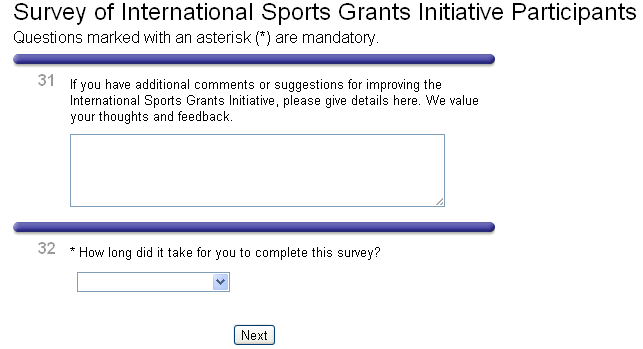 Survey of International Sports Grants Initiative Participants
Questions marked with an asterisk (*) are mandatory.
31
If you have additional comments or suggestions for improving the
International Sports Grants Initiative, please give details here. We value
your thoughts and feedback.
32
* How long did it take for you to complete this survey?
Next